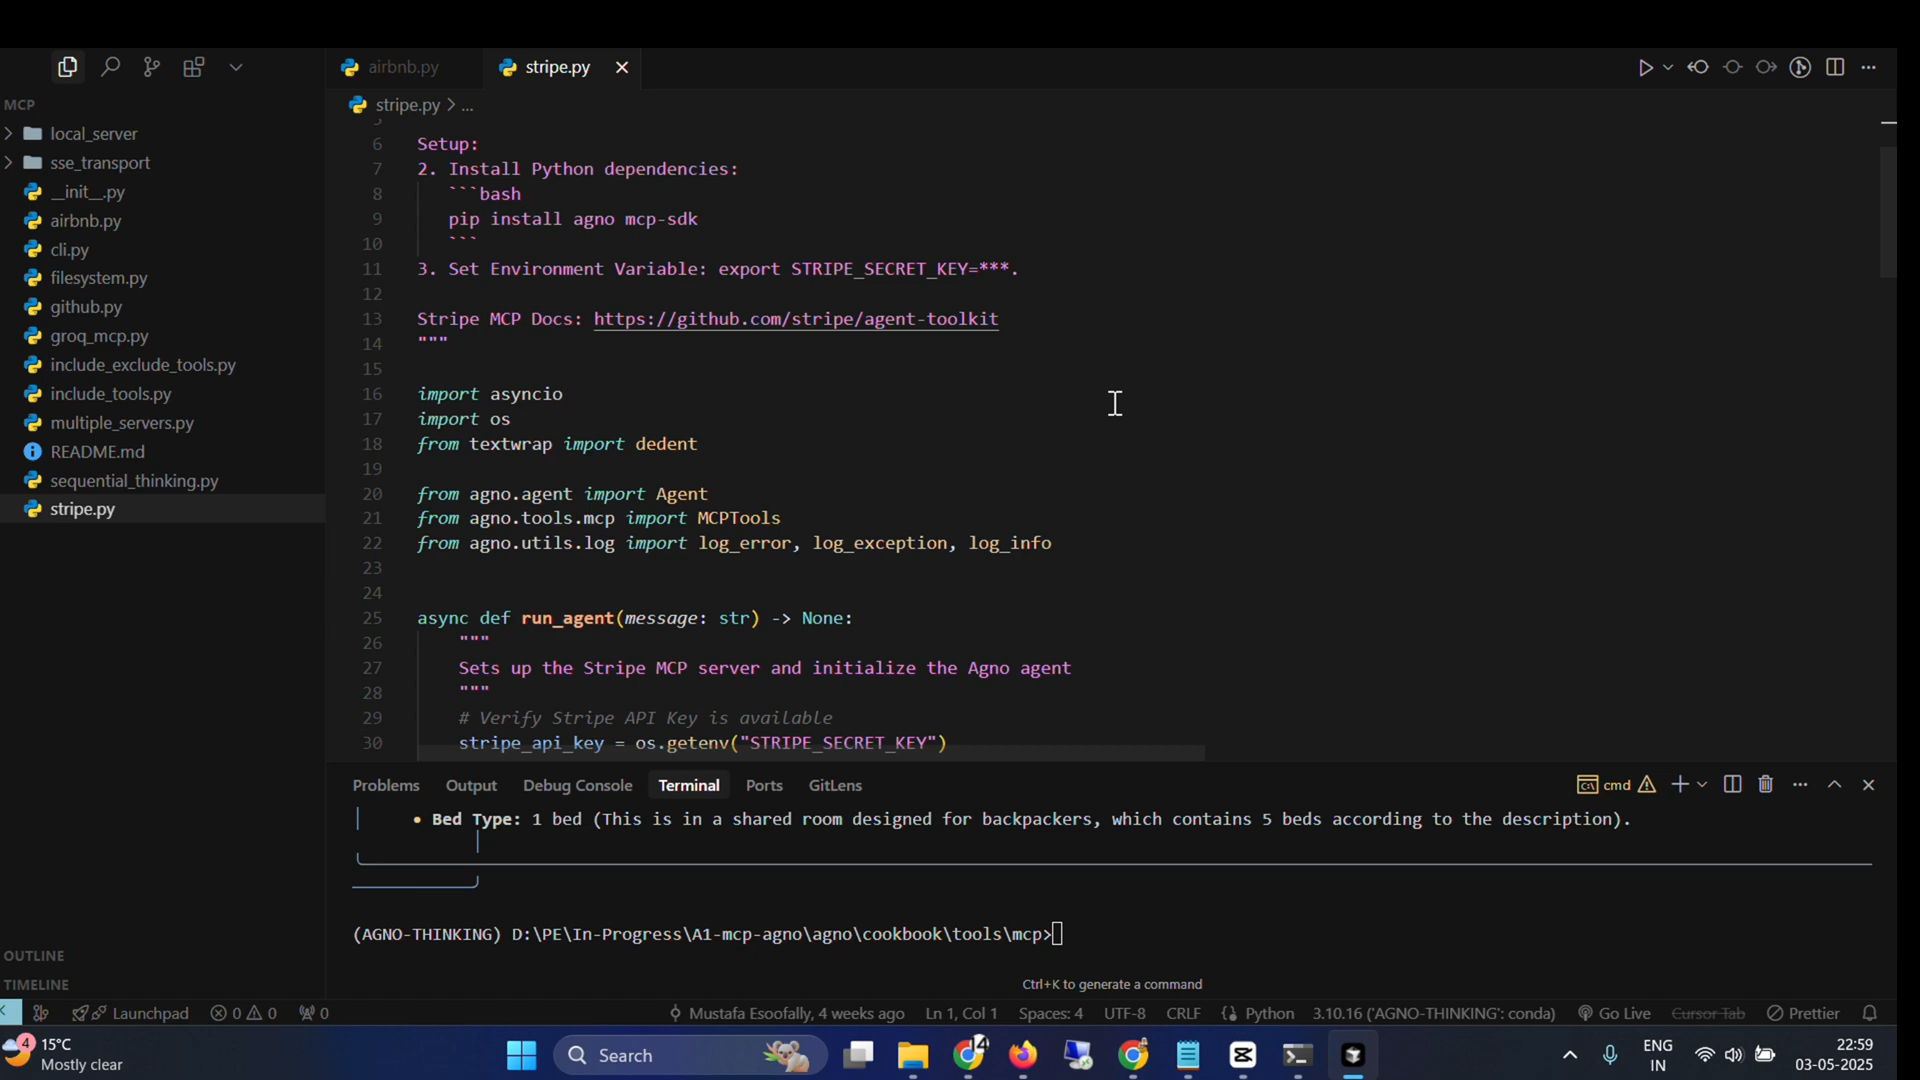 airbnb.py
stripe.py
MCP
stripe.py > ...
local_server
sse_transport
__init__.py
airbnb.py
cli.py
filesystem.py
github.py
groq_mcp.py
include_exclude_tools.py
include_tools.py
multiple_servers.py
README.md
sequential_thinking.py
stripe.py
OUTLINE
TIMELINE
6 Setup:
7 2. Install Python dependencies:
8 ```bash
9 pip install agno mcp-sdk
10 ```
11 3. Set Environment Variable: export STRIPE_SECRET_KEY=***.
12
13 Stripe MCP Docs: https://github.com/stripe/agent-toolkit
14 """
15
16 import asyncio
17 import os
18 from textwrap import dedent
19
20 from agno.agent import Agent
21 from agno.tools.mcp import MCPTools
22 from agno.utils.log import log_error, log_exception, log_info
23
24
25 async def run_agent(message: str) -> None:
26 """
27 Sets up the Stripe MCP server and initialize the Agno agent
28 """
29 # Verify Stripe API Key is available
30 stripe_api_key = os.getenv("STRIPE_SECRET_KEY")
Problems Output Debug Console Terminal Ports GitLens
cmd
• Bed Type: 1 bed (This is in a shared room designed for backpackers, which contains 5 beds according to the description).
(AGNO-THINKING) D:\PE\In-Progress\A1-mcp-agno\agno\cookbook\tools\mcp>
Ctrl+K to generate a command
Launchpad 0 0 0 Mustafa Esoofally, 4 weeks ago Ln 1, Col 1 Spaces: 4 UTF-8 CRLF Python 3.10.16 ('AGNO-THINKING': conda) Go Live Cursor Tab Prettier
4 15°C
Mostly clear
Search
4
ENG
IN
22:59
03-05-2025